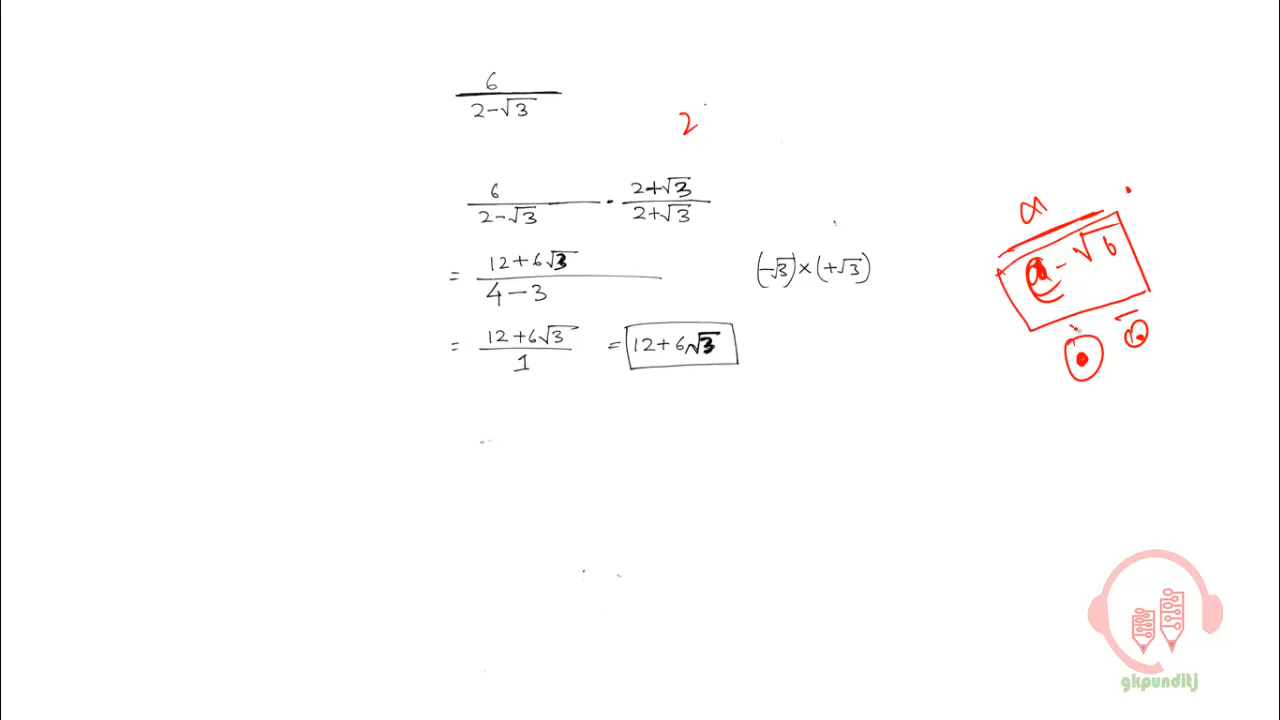 6
2-√3
2
6 / 2-√3 · 2+√3 / 2+√3
= 12+6√3 / 4-3
(-√3)×(+√3)
= 12+6√3 / 1 = 12+6√3
a
a-√b
gkpunditj